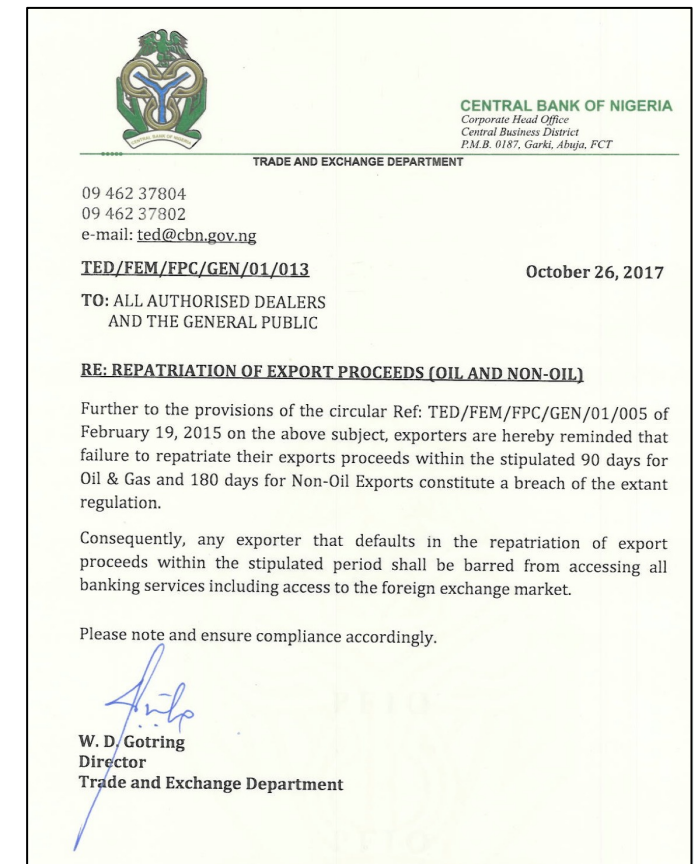 CENTRAL BANK OF NIGERIA
CENTRAL BANK OF NIGERIA
Corporate Head Office
Central Business District
P.M.B. 0187, Garki, Abuja, FCT
TRADE AND EXCHANGE DEPARTMENT
09 462 37804
09 462 37802
e-mail: ted@cbn.gov.ng
TED/FEM/FPC/GEN/01/013 October 26, 2017
TO: ALL AUTHORISED DEALERS
AND THE GENERAL PUBLIC
RE: REPATRIATION OF EXPORT PROCEEDS (OIL AND NON-OIL)
Further to the provisions of the circular Ref: TED/FEM/FPC/GEN/01/005 of
February 19, 2015 on the above subject, exporters are hereby reminded that
failure to repatriate their exports proceeds within the stipulated 90 days for
Oil & Gas and 180 days for Non-Oil Exports constitute a breach of the extant
regulation.
Consequently, any exporter that defaults in the repatriation of export
proceeds within the stipulated period shall be barred from accessing all
banking services including access to the foreign exchange market.
Please note and ensure compliance accordingly.
W. D. Gotring
Director
Trade and Exchange Department